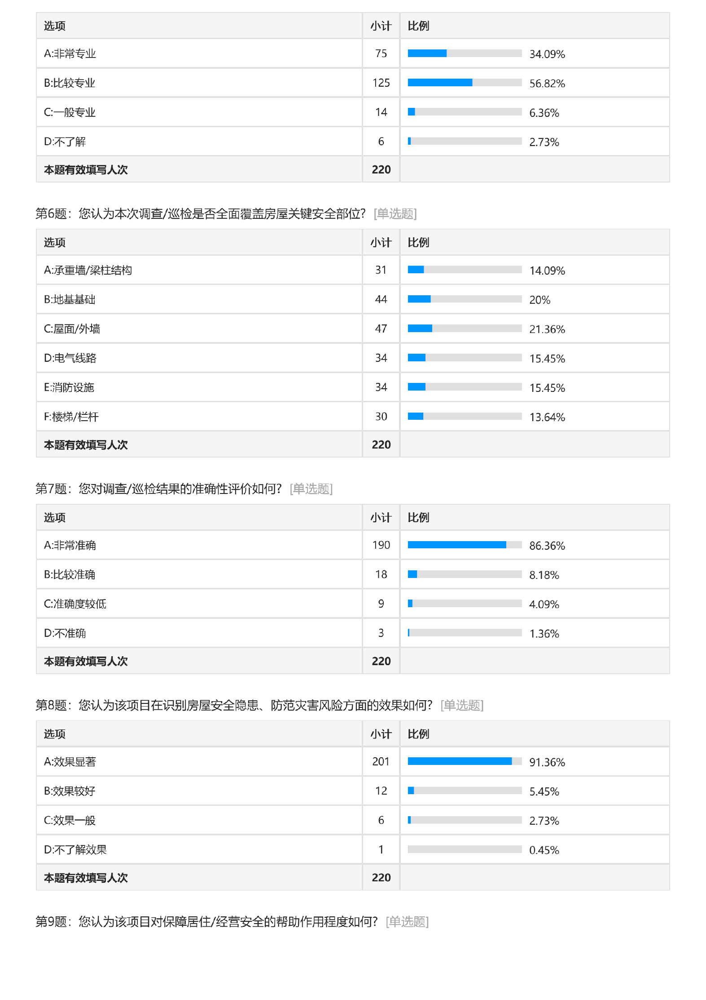 选项 小计 比例
A:非常专业 75 34.09%
B:比较专业 125 56.82%
C:一般专业 14 6.36%
D:不了解 6 2.73%
本题有效填写人次 220
第6题：您认为本次调查/巡检是否全面覆盖房屋关键安全部位? [单选题]
选项 小计 比例
A:承重墙/梁柱结构 31 14.09%
B:地基基础 44 20%
C:屋面/外墙 47 21.36%
D:电气线路 34 15.45%
E:消防设施 34 15.45%
F:楼梯/栏杆 30 13.64%
本题有效填写人次 220
第7题：您对调查/巡检结果的准确性评价如何? [单选题]
选项 小计 比例
A:非常准确 190 86.36%
B:比较准确 18 8.18%
C:准确度较低 9 4.09%
D:不准确 3 1.36%
本题有效填写人次 220
第8题：您认为该项目在识别房屋安全隐患、防范灾害风险方面的效果如何? [单选题]
选项 小计 比例
A:效果显著 201 91.36%
B:效果较好 12 5.45%
C:效果一般 6 2.73%
D:不了解效果 1 0.45%
本题有效填写人次 220
第9题：您认为该项目对保障居住/经营安全的帮助作用程度如何? [单选题]